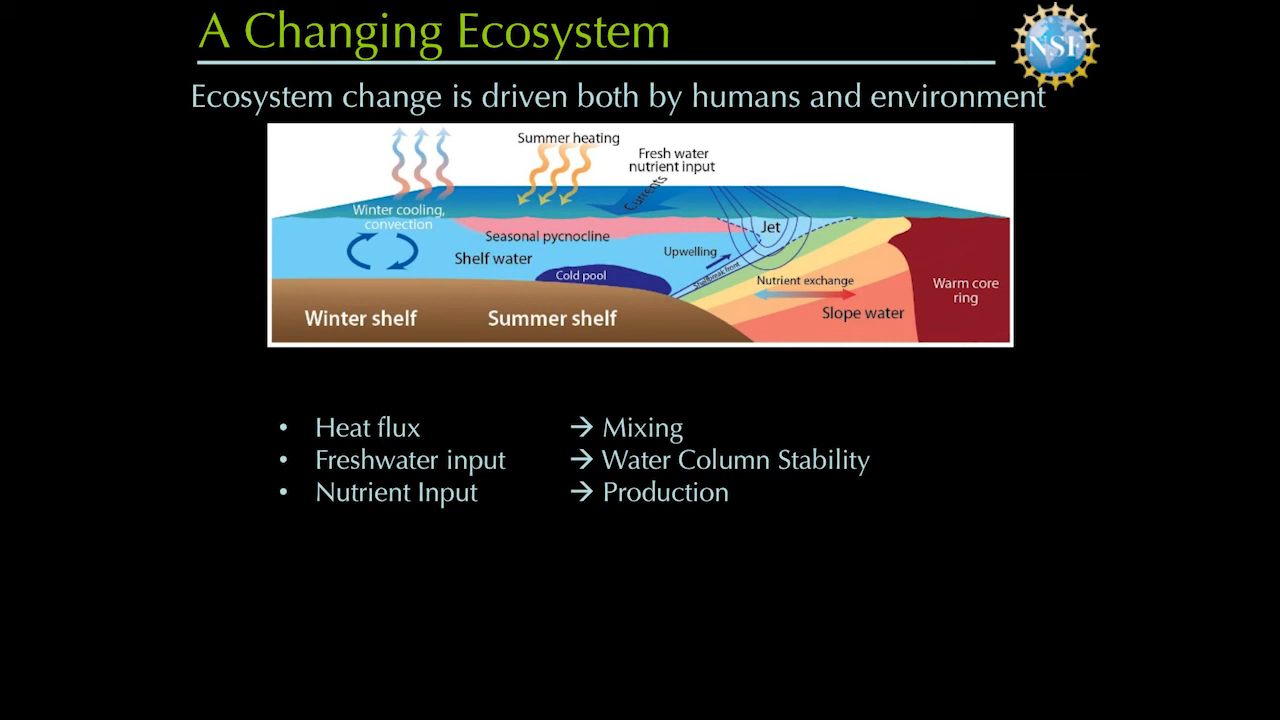 A Changing Ecosystem
NSF
Ecosystem change is driven both by humans and environment
Summer heating
Fresh water
nutrient input
Currents
Winter cooling,
convection
Seasonal pycnocline
Jet
Shelf water
Upwelling
Cold pool
Shelfbreak front
Nutrient exchange
Warm core
ring
Winter shelf
Summer shelf
Slope water
• Heat flux → Mixing
• Freshwater input → Water Column Stability
• Nutrient Input → Production